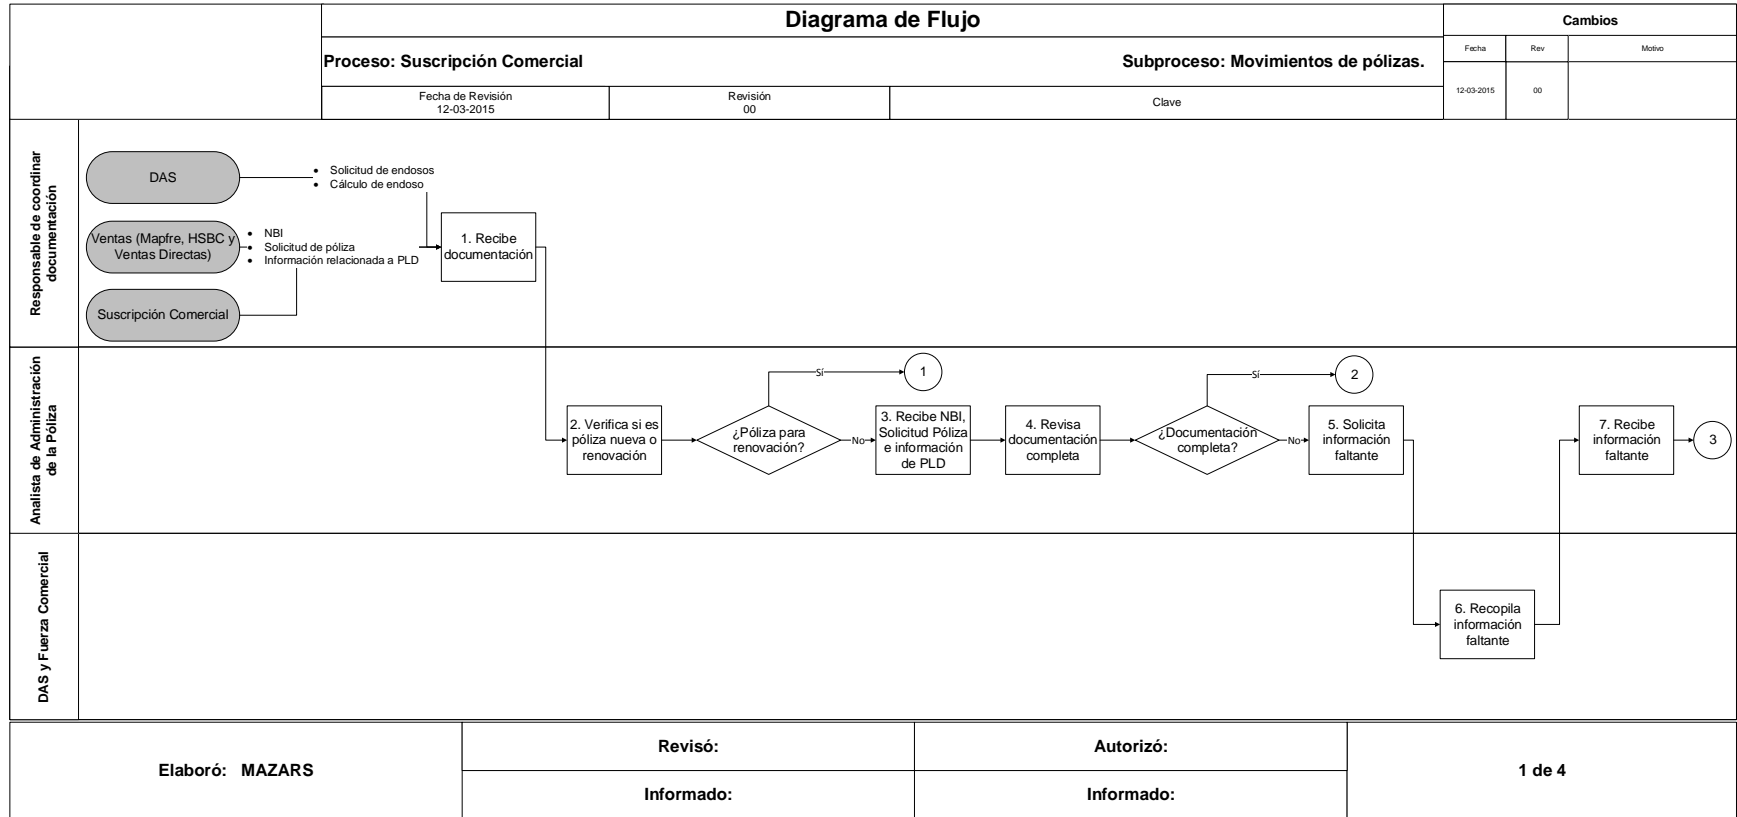 Diagrama de Flujo
Cambios
Proceso: Suscripción Comercial
Subproceso: Movimientos de pólizas.
Fecha
Rev
Motivo
12-03-2015
00
Fecha de Revisión
12-03-2015
Revisión
00
Clave
Responsable de coordinar
documentación
DAS
Solicitud de endosos
Cálculo de endoso
Ventas (Mapfre, HSBC y
Ventas Directas)
NBI
Solicitud de póliza
Información relacionada a PLD
Suscripción Comercial
1. Recibe
documentación
Analista de Administración
de la Póliza
2. Verifica si es
póliza nueva o
renovación
¿Póliza para
renovación?
Sí
1
No
3. Recibe NBI,
Solicitud Póliza
e información
de PLD
4. Revisa
documentación
completa
¿Documentación
completa?
Sí
2
No
5. Solicita
información
faltante
7. Recibe
información
faltante
3
DAS y Fuerza Comercial
6. Recopila
información
faltante
Elaboró: MAZARS
Revisó:
Autorizó:
Informado:
Informado:
1 de 4